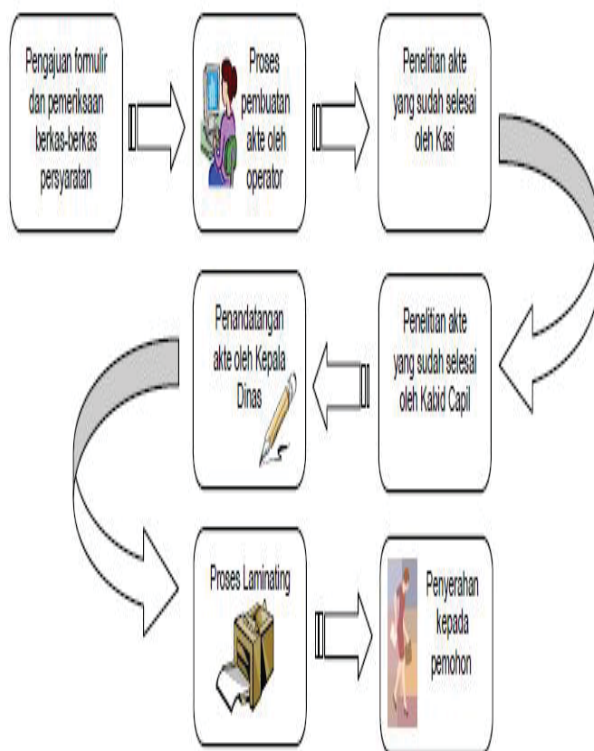 Pengajuan formulir
dan pemeriksaan
berkas-berkas
persyaratan
Proses
pembuatan
akte oleh
operator
Penelitian akte
yang sudah selesai
oleh Kasi
Penelitian akte
yang sudah selesai
oleh Kabid Capil
Penandatangan
akte oleh Kepala
Dinas
Proses Laminating
Penyerahan
kepada
pemohon